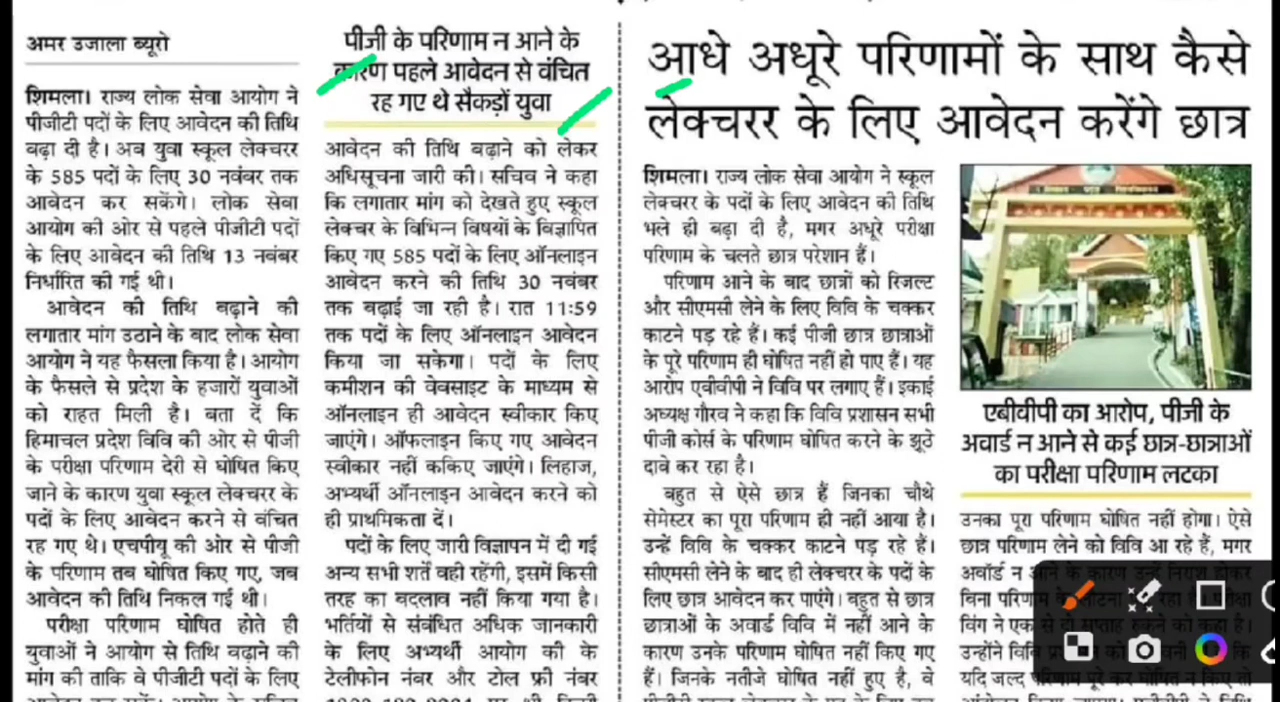 अमर उजाला ब्यूरो
शिमला। राज्य लोक सेवा आयोग ने
पीजीटी पदों के लिए आवेदन की तिथि
बढ़ा दी है। अब युवा स्कूल लेक्चरर
के 585 पदों के लिए 30 नवंबर तक
आवेदन कर सकेंगे। लोक सेवा
आयोग की ओर से पहले पीजीटी पदों
के लिए आवेदन की तिथि 13 नवंबर
निर्धारित की गई थी।
आवेदन की तिथि बढ़ाने की
लगातार मांग उठाने के बाद लोक सेवा
आयोग ने यह फैसला किया है। आयोग
के फैसले से प्रदेश के हजारों युवाओं
को राहत मिली है। बता दें कि
हिमाचल प्रदेश विवि की ओर से पीजी
के परीक्षा परिणाम देरी से घोषित किए
जाने के कारण युवा स्कूल लेक्चरर के
पदों के लिए आवेदन करने से वंचित
रह गए थे। एचपीयू की ओर से पीजी
के परिणाम तब घोषित किए गए, जब
आवेदन की तिथि निकल गई थी।
परीक्षा परिणाम घोषित होते ही
युवाओं ने आयोग से तिथि बढ़ाने की
मांग की ताकि वे पीजीटी पदों के लिए
पीजी के परिणाम न आने के
कारण पहले आवेदन से वंचित
रह गए थे सैकड़ों युवा
आवेदन की तिथि बढ़ाने को लेकर
अधिसूचना जारी की। सचिव ने कहा
कि लगातार मांग को देखते हुए स्कूल
लेक्चर के विभिन्न विषयों के विज्ञापित
किए गए 585 पदों के लिए ऑनलाइन
आवेदन करने की तिथि 30 नवंबर
तक बढ़ाई जा रही है। रात 11:59
तक पदों के लिए ऑनलाइन आवेदन
किया जा सकेगा। पदों के लिए
कमीशन की वेबसाइट के माध्यम से
ऑनलाइन ही आवेदन स्वीकार किए
जाएंगे। ऑफलाइन किए गए आवेदन
स्वीकार नहीं ककिए जाएंगे। लिहाज,
अभ्यर्थी ऑनलाइन आवेदन करने को
ही प्राथमिकता दें।
पदों के लिए जारी विज्ञापन में दी गई
अन्य सभी शर्तें वही रहेंगी, इसमें किसी
तरह का बदलाव नहीं किया गया है।
भर्तियों से संबंधित अधिक जानकारी
के लिए अभ्यर्थी आयोग की के
टेलीफोन नंबर और टोल फ्री नंबर
आधे अधूरे परिणामों के साथ कैसे
लेक्चरर के लिए आवेदन करेंगे छात्र
शिमला। राज्य लोक सेवा आयोग ने स्कूल
लेक्चरर के पदों के लिए आवेदन की तिथि
भले ही बढ़ा दी है, मगर अधूरे परीक्षा
परिणाम के चलते छात्र परेशान हैं।
परिणाम आने के बाद छात्रों को रिजल्ट
और सीएमसी लेने के लिए विवि के चक्कर
काटने पड़ रहे हैं। कई पीजी छात्र छात्राओं
के पूरे परिणाम ही घोषित नहीं हो पाए हैं। यह
आरोप एवीवीपी ने विवि पर लगाए हैं। इकाई
अध्यक्ष गौरव ने कहा कि विवि प्रशासन सभी
पीजी कोर्स के परिणाम घोषित करने के झूठे
दावे कर रहा है।
बहुत से ऐसे छात्र हैं जिनका चौथे
सेमेस्टर का पूरा परिणाम ही नहीं आया है।
उन्हें विवि के चक्कर काटने पड़ रहे हैं।
सीएमसी लेने के बाद ही लेक्चरर के पदों के
लिए छात्र आवेदन कर पाएंगे। बहुत से छात्र
छात्राओं के अवार्ड विवि में नहीं आने के
कारण उनके परिणाम घोषित नहीं किए गए
हैं। जिनके नतीजे घोषित नहीं हुए है, वे
एबीवीपी का आरोप, पीजी के
अवार्ड न आने से कई छात्र-छात्राओं
का परीक्षा परिणाम लटका
उनका पूरा परिणाम घोषित नहीं होगा। ऐसे
छात्र परिणाम लेने को विवि आ रहे हैं, मगर
अवॉर्ड न आने के कारण उन्हें निराश होकर
बिना परिणाम
विंग ने एक से दो सप्ताह रुकने को कहा है।
उन्होंने विवि
यदि जल्द परिणाम पूरे कर घोषित न किए तो